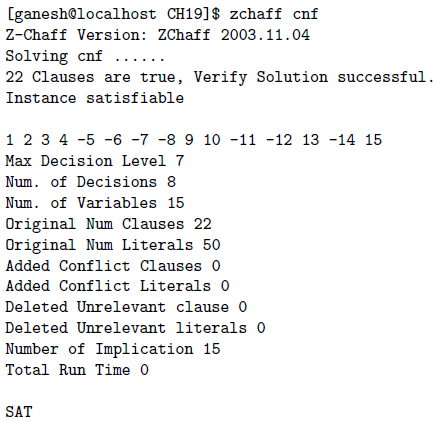 [ganesh@localhost CH19]$ zchaff cnf
Z-Chaff Version: ZChaff 2003.11.04
Solving cnf ......
22 Clauses are true, Verify Solution successful.
Instance satisfiable
1 2 3 4 -5 -6 -7 -8 9 10 -11 -12 13 -14 15
Max Decision Level 7
Num. of Decisions 8
Num. of Variables 15
Original Num Clauses 22
Original Num Literals 50
Added Conflict Clauses 0
Added Conflict Literals 0
Deleted Unrelevant clause 0
Deleted Unrelevant literals 0
Number of Implication 15
Total Run Time 0
SAT